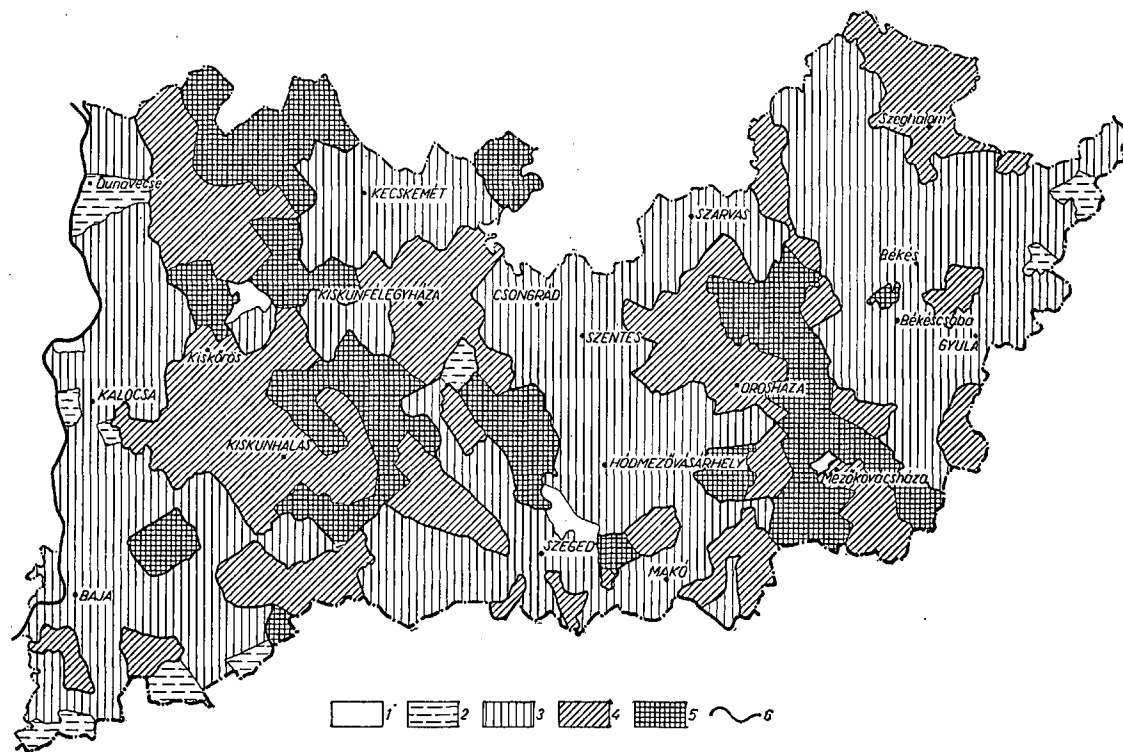 Szeghalom
Dunavecse
KECSKEMÉT
SZARVAS
Békés
KISKUNFÉLEGYHÁZA
CSONGRÁD
Békéscsaba
SZENTES
GYULA
Kiskőrös
OROSHÁZA
KALOCSA
KISKUNHALAS
HÓDMEZŐVÁSÁRHELY
Mezőkovácsháza
SZEGED
MAKÓ
BAJA
1 2 3 4 5 6